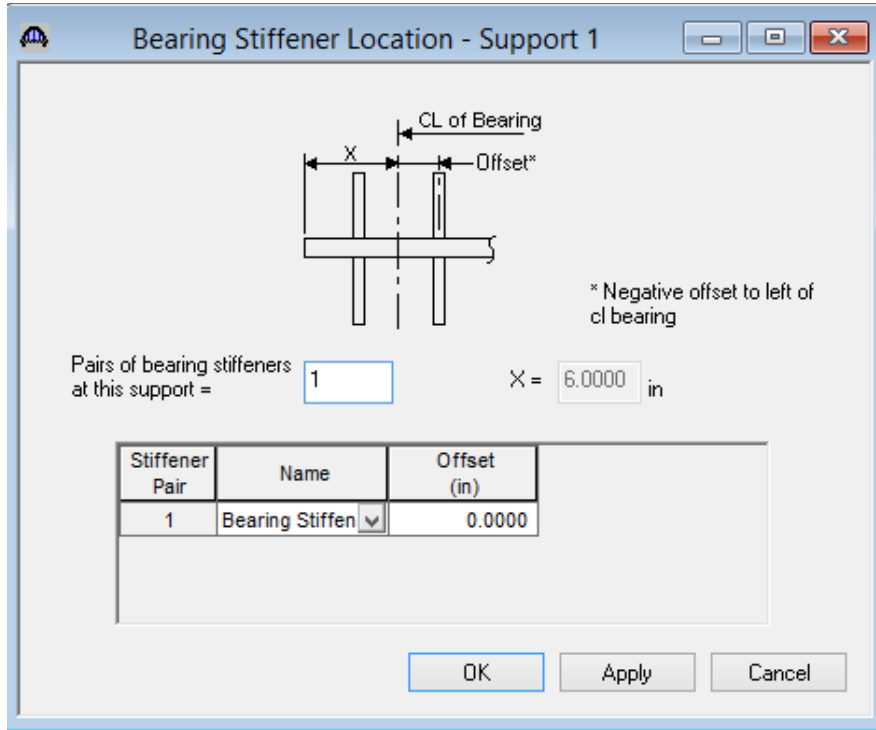 Bearing Stiffener Location - Support 1
CL of Bearing
X
Offset*
* Negative offset to left of
cl bearing
Pairs of bearing stiffeners
at this support =
1
X =
6.0000
in
Stiffener
Pair
Name
Offset
(in)
1
Bearing Stiffen
0.0000
OK
Apply
Cancel